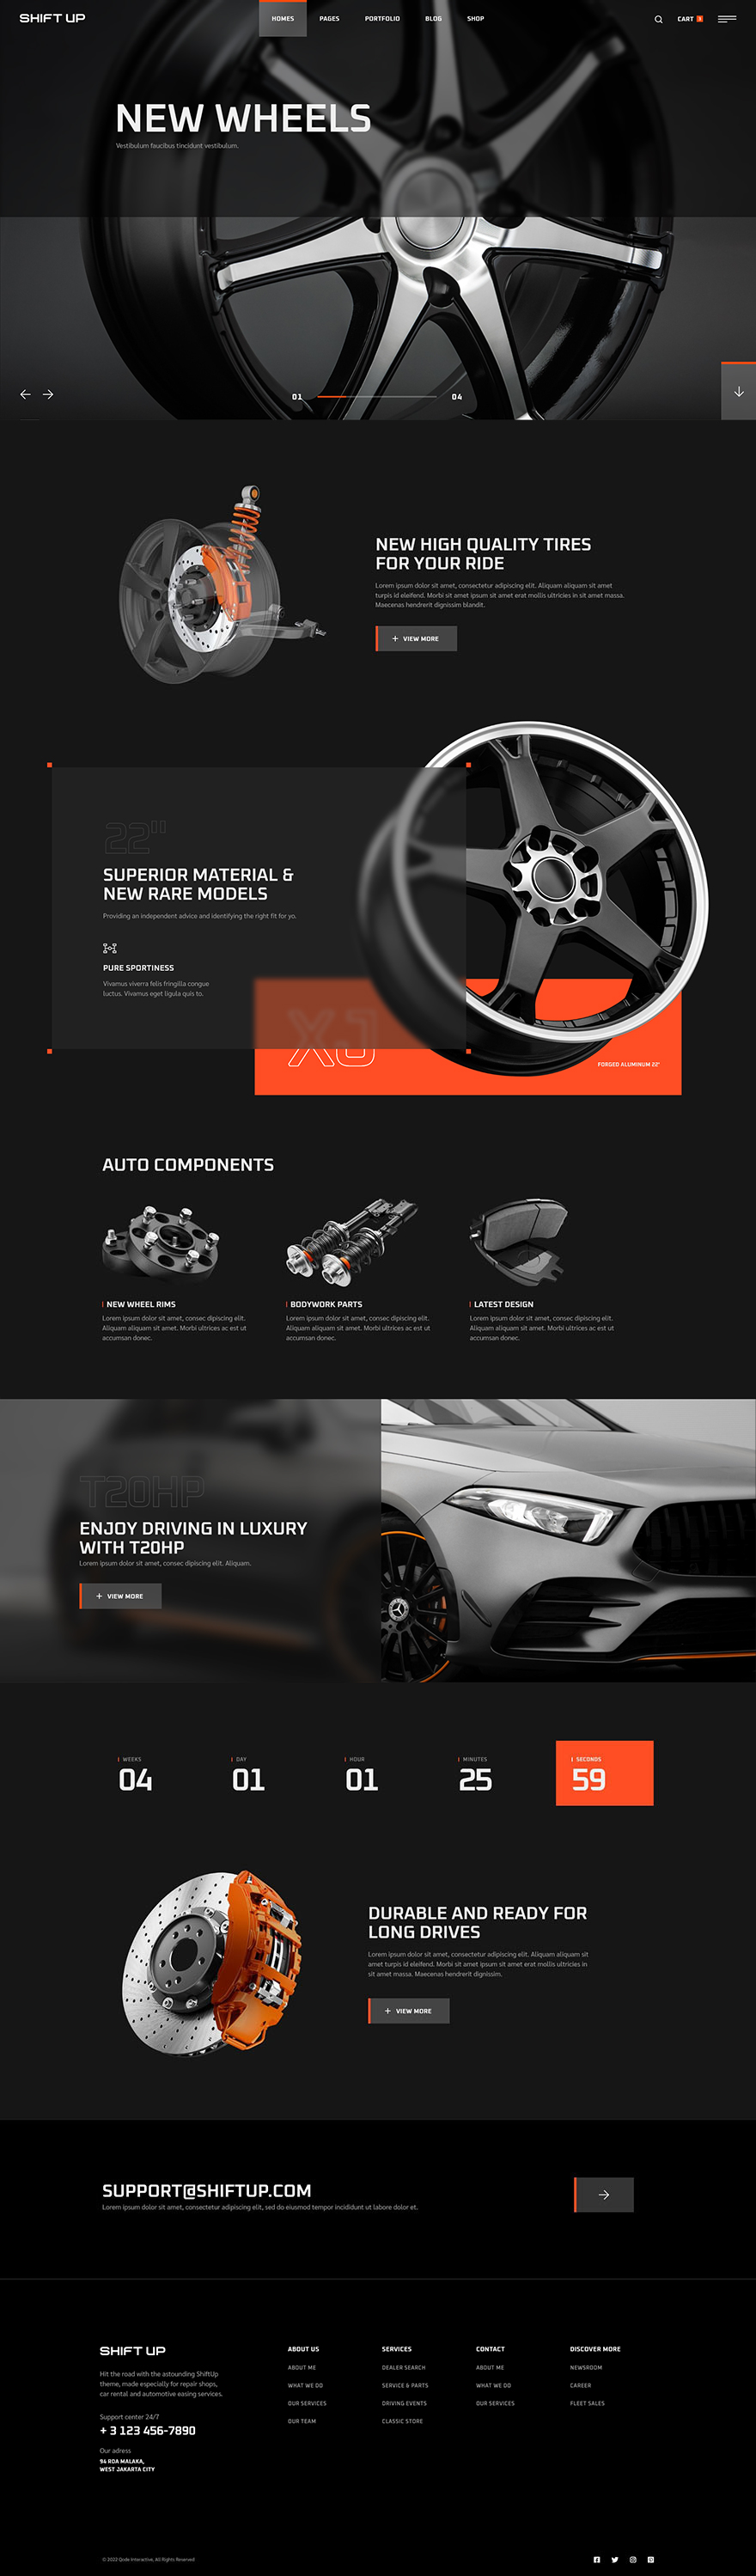 SHIFT UP
HOMES
PAGES
PORTFOLIO
BLOG
SHOP
CART
NEW WHEELS
Vestibulum faucibus tincidunt vestibulum.
01
04
NEW HIGH QUALITY TIRES
FOR YOUR RIDE
Lorem ipsum dolor sit amet, consectetur adipiscing elit. Aliquam aliquam sit amet
turpis id eleifend. Morbi sit amet ipsum sit amet erat mollis ultricies in sit amet massa.
Maecenas hendrerit dignissim blandit.
+ VIEW MORE
22"
SUPERIOR MATERIAL &
NEW RARE MODELS
Providing an independent advice and identifying the right fit for yo.
PURE SPORTINESS
Vivamus viverra felis fringilla congue
luctus. Vivamus eget ligula quis to.
XJ
FORGED ALUMINUM 22"
AUTO COMPONENTS
NEW WHEEL RIMS
Lorem ipsum dolor sit amet, consec dipiscing elit.
Aliquam aliquam sit amet. Morbi ultrices ac est ut
accumsan donec.
BODYWORK PARTS
Lorem ipsum dolor sit amet, consec dipiscing elit.
Aliquam aliquam sit amet. Morbi ultrices ac est ut
accumsan donec.
LATEST DESIGN
Lorem ipsum dolor sit amet, consec dipiscing elit.
Aliquam aliquam sit amet. Morbi ultrices ac est ut
accumsan donec.
T20HP
ENJOY DRIVING IN LUXURY
WITH T20HP
Lorem ipsum dolor sit amet, consec dipiscing elit. Aliquam.
+ VIEW MORE
WEEKS
04
DAY
01
HOUR
01
MINUTES
25
SECONDS
59
DURABLE AND READY FOR
LONG DRIVES
Lorem ipsum dolor sit amet, consectetur adipiscing elit. Aliquam aliquam sit
amet turpis id eleifend. Morbi sit amet ipsum sit amet erat mollis ultricies in
sit amet massa. Maecenas hendrerit dignissim.
+ VIEW MORE
SUPPORT@SHIFTUP.COM
Lorem ipsum dolor sit amet, consectetur adipiscing elit, sed do eiusmod tempor incididunt ut labore dolor et.
SHIFT UP
Hit the road with the astounding ShiftUp
theme, made especially for repair shops,
car rental and automotive easing services.
Support center 24/7
+ 3 123 456-7890
Our adress
94 ROA MALAKA,
WEST JAKARTA CITY
ABOUT US
ABOUT ME
WHAT WE DO
OUR SERVICES
OUR TEAM
SERVICES
DEALER SEARCH
SERVICE & PARTS
DRIVING EVENTS
CLASSIC STORE
CONTACT
ABOUT ME
WHAT WE DO
OUR SERVICES
DISCOVER MORE
NEWSROOM
CAREER
FLEET SALES
© 2022 Qode Interactive, All Rights Reserved